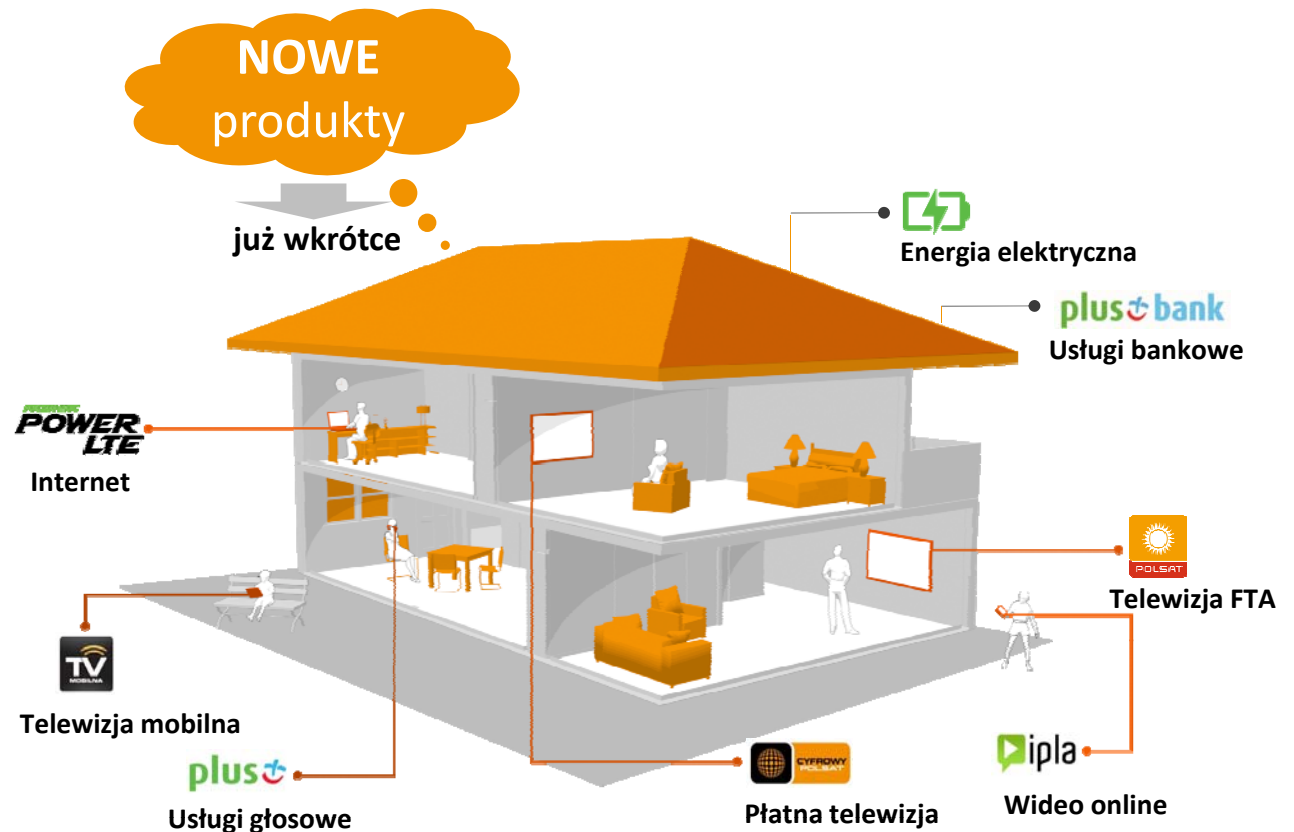 NOWE
produkty
już wkrótce
Energia elektryczna
plus bank
Usługi bankowe
POWER
LTE
Internet
POLSAT
Telewizja FTA
TV
MOBILNA
Telewizja mobilna
plus
Usługi głosowe
CYFROWY
POLSAT
Płatna telewizja
ipla
Wideo online